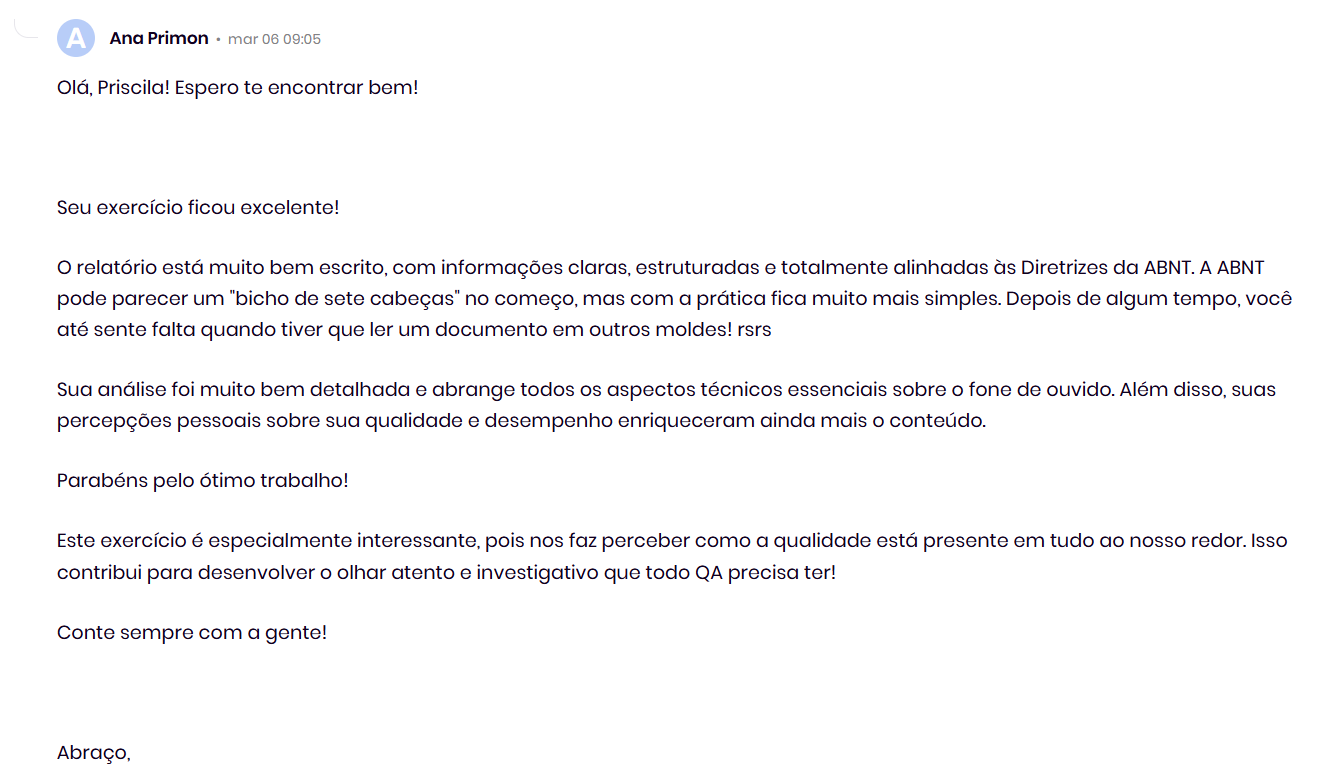 A
Ana Primon • mar 06 09:05
Olá, Priscila! Espero te encontrar bem!
Seu exercício ficou excelente!
O relatório está muito bem escrito, com informações claras, estruturadas e totalmente alinhadas às Diretrizes da ABNT. A ABNT
pode parecer um "bicho de sete cabeças" no começo, mas com a prática fica muito mais simples. Depois de algum tempo, você
até sente falta quando tiver que ler um documento em outros moldes! rsrs
Sua análise foi muito bem detalhada e abrange todos os aspectos técnicos essenciais sobre o fone de ouvido. Além disso, suas
percepções pessoais sobre sua qualidade e desempenho enriqueceram ainda mais o conteúdo.
Parabéns pelo ótimo trabalho!
Este exercício é especialmente interessante, pois nos faz perceber como a qualidade está presente em tudo ao nosso redor. Isso
contribui para desenvolver o olhar atento e investigativo que todo QA precisa ter!
Conte sempre com a gente!
Abraço,